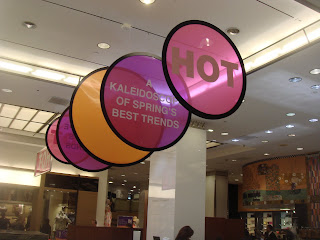 HOT
A
KALEIDOSCOPE
OF SPRING'S
BEST TRENDS